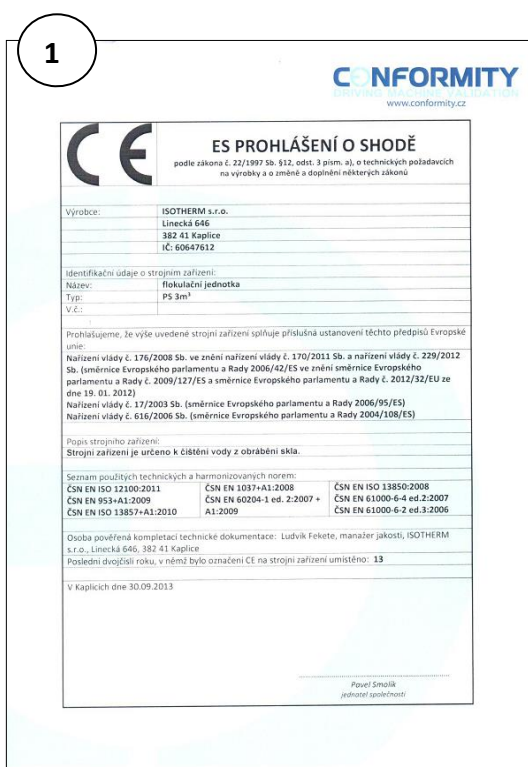 1
CONFORMITY
DRIVING MACHINE VALIDATION
www.conformity.cz
CE
ES PROHLÁŠENÍ O SHODĚ
podle zákona č. 22/1997 Sb. §12, odst. 3 písm. a), o technických požadavcích
na výrobky a o změně a doplnění některých zákonů
Výrobce: ISOTHERM s.r.o.
Linecká 646
382 41 Kaplice
IČ: 60647612
Identifikační údaje o strojním zařízení:
Název: flokulační jednotka
Typ: PS 3m³
V.č.:
Prohlašujeme, že výše uvedené strojní zařízení splňuje příslušná ustanovení těchto předpisů Evropské
unie:
Nařízení vlády č. 176/2008 Sb. ve znění nařízení vlády č. 170/2011 Sb. a nařízení vlády č. 229/2012
Sb. (směrnice Evropského parlamentu a Rady 2006/42/ES ve znění směrnice Evropského
parlamentu a Rady č. 2009/127/ES a směrnice Evropského parlamentu a Rady č. 2012/32/EU ze
dne 19. 01. 2012)
Nařízení vlády č. 17/2003 Sb. (směrnice Evropského parlamentu a Rady 2006/95/ES)
Nařízení vlády č. 616/2006 Sb. (směrnice Evropského parlamentu a Rady 2004/108/ES)
Popis strojního zařízení:
Strojní zařízení je určeno k čištění vody z obrábění skla.
Seznam použitých technických a harmonizovaných norem:
ČSN EN ISO 12100:2011 ČSN EN 1037+A1:2008 ČSN EN ISO 13850:2008
ČSN EN 953+A1:2009 ČSN EN 60204-1 ed. 2:2007 + ČSN EN 61000-6-4 ed.2:2007
ČSN EN ISO 13857+A1:2010 A1:2009 ČSN EN 61000-6-2 ed.3:2006
Osoba pověřená kompletací technické dokumentace: Ludvík Fekete, manažer jakosti, ISOTHERM
s.r.o., Linecká 646, 382 41 Kaplice
Poslední dvojčíslí roku, v němž bylo označení CE na strojní zařízení umístěno: 13
V Kaplicích dne 30.09.2013
Pavel Smolík
jednatel společnosti